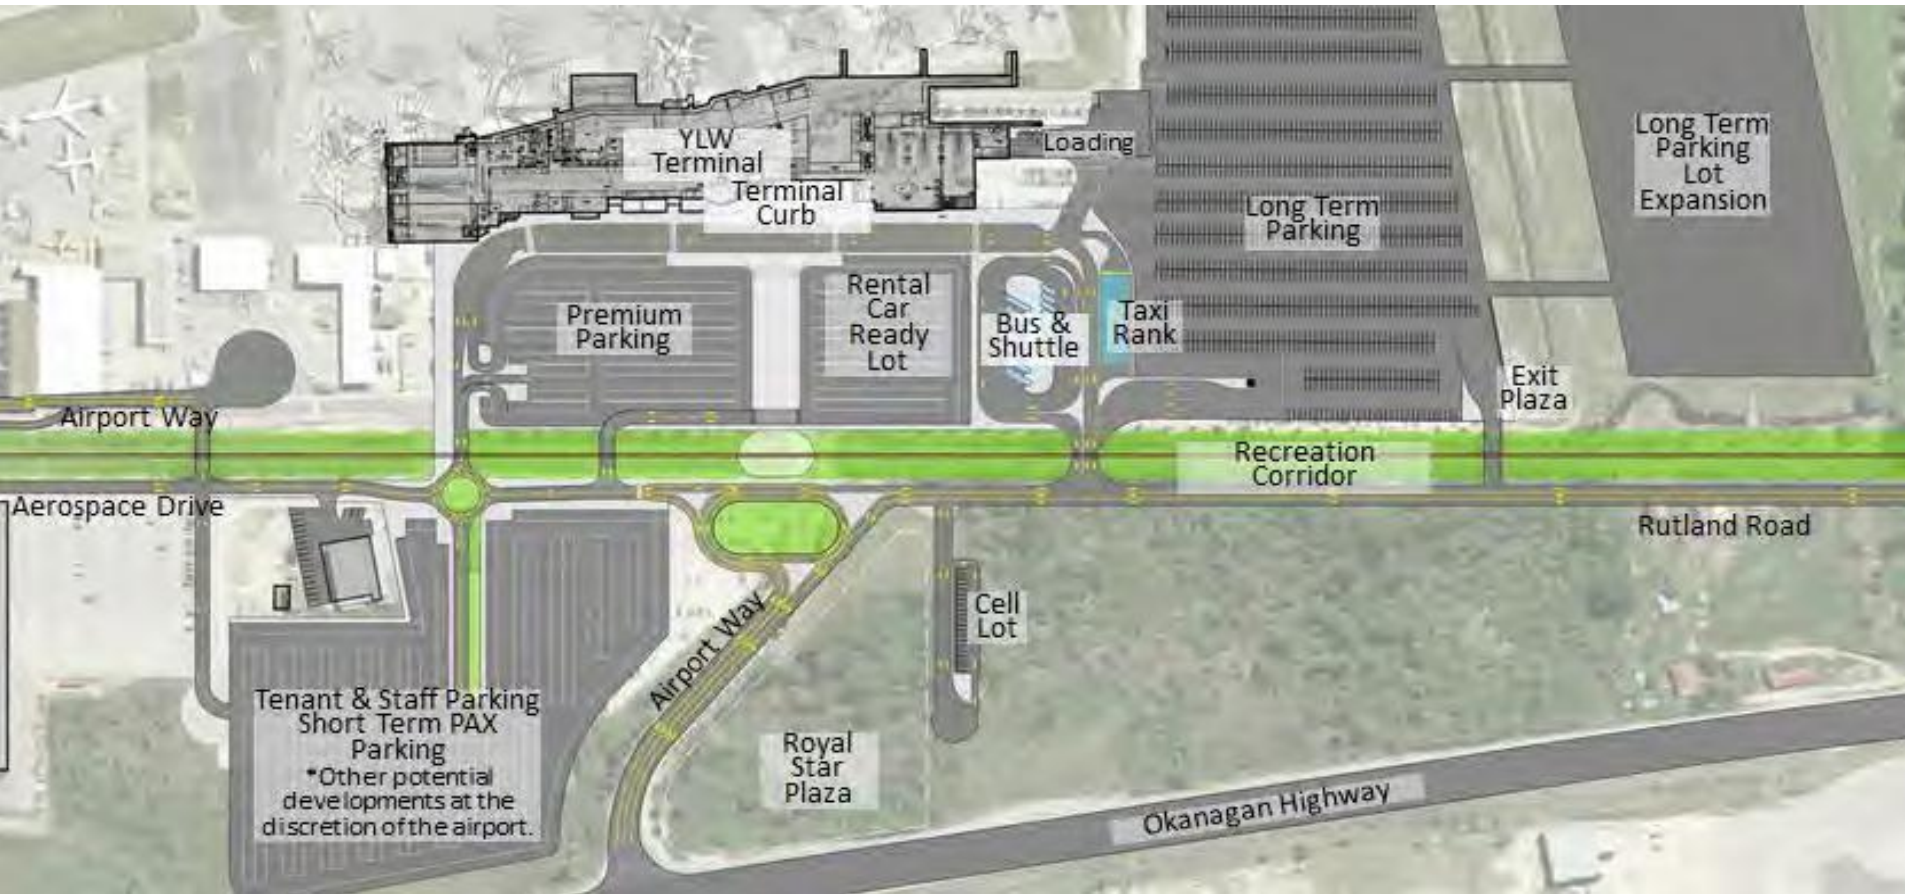 YLW
Terminal
Terminal
Curb
Loading
Long Term
Parking
Long Term
Parking
Lot
Expansion
Premium
Parking
Rental
Car
Ready
Lot
Bus &
Shuttle
Taxi
Rank
Exit
Plaza
Airport Way
Recreation
Corridor
Aerospace Drive
Rutland Road
Cell
Lot
Airport Way
Tenant & Staff Parking
Short Term PAX
Parking
*Other potential
developments at the
discretion of the airport.
Royal
Star
Plaza
Okanagan Highway